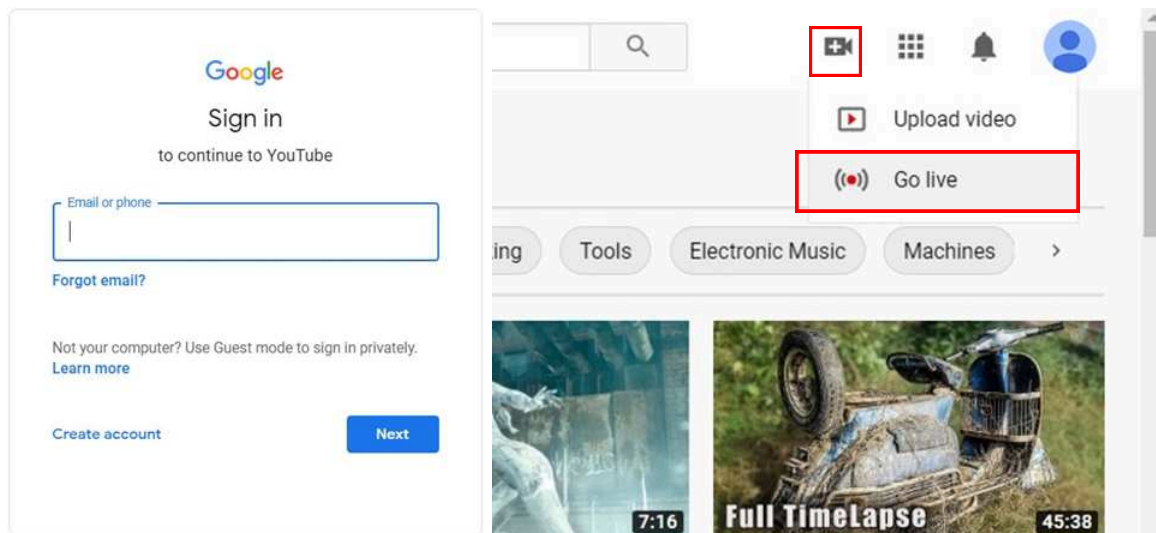 Google
Sign in
to continue to YouTube
Email or phone
Forgot email?
Not your computer? Use Guest mode to sign in privately.
Learn more
Create account
Next
Upload video
Go live
ing
Tools
Electronic Music
Machines
7:16
Full TimeLapse
45:38